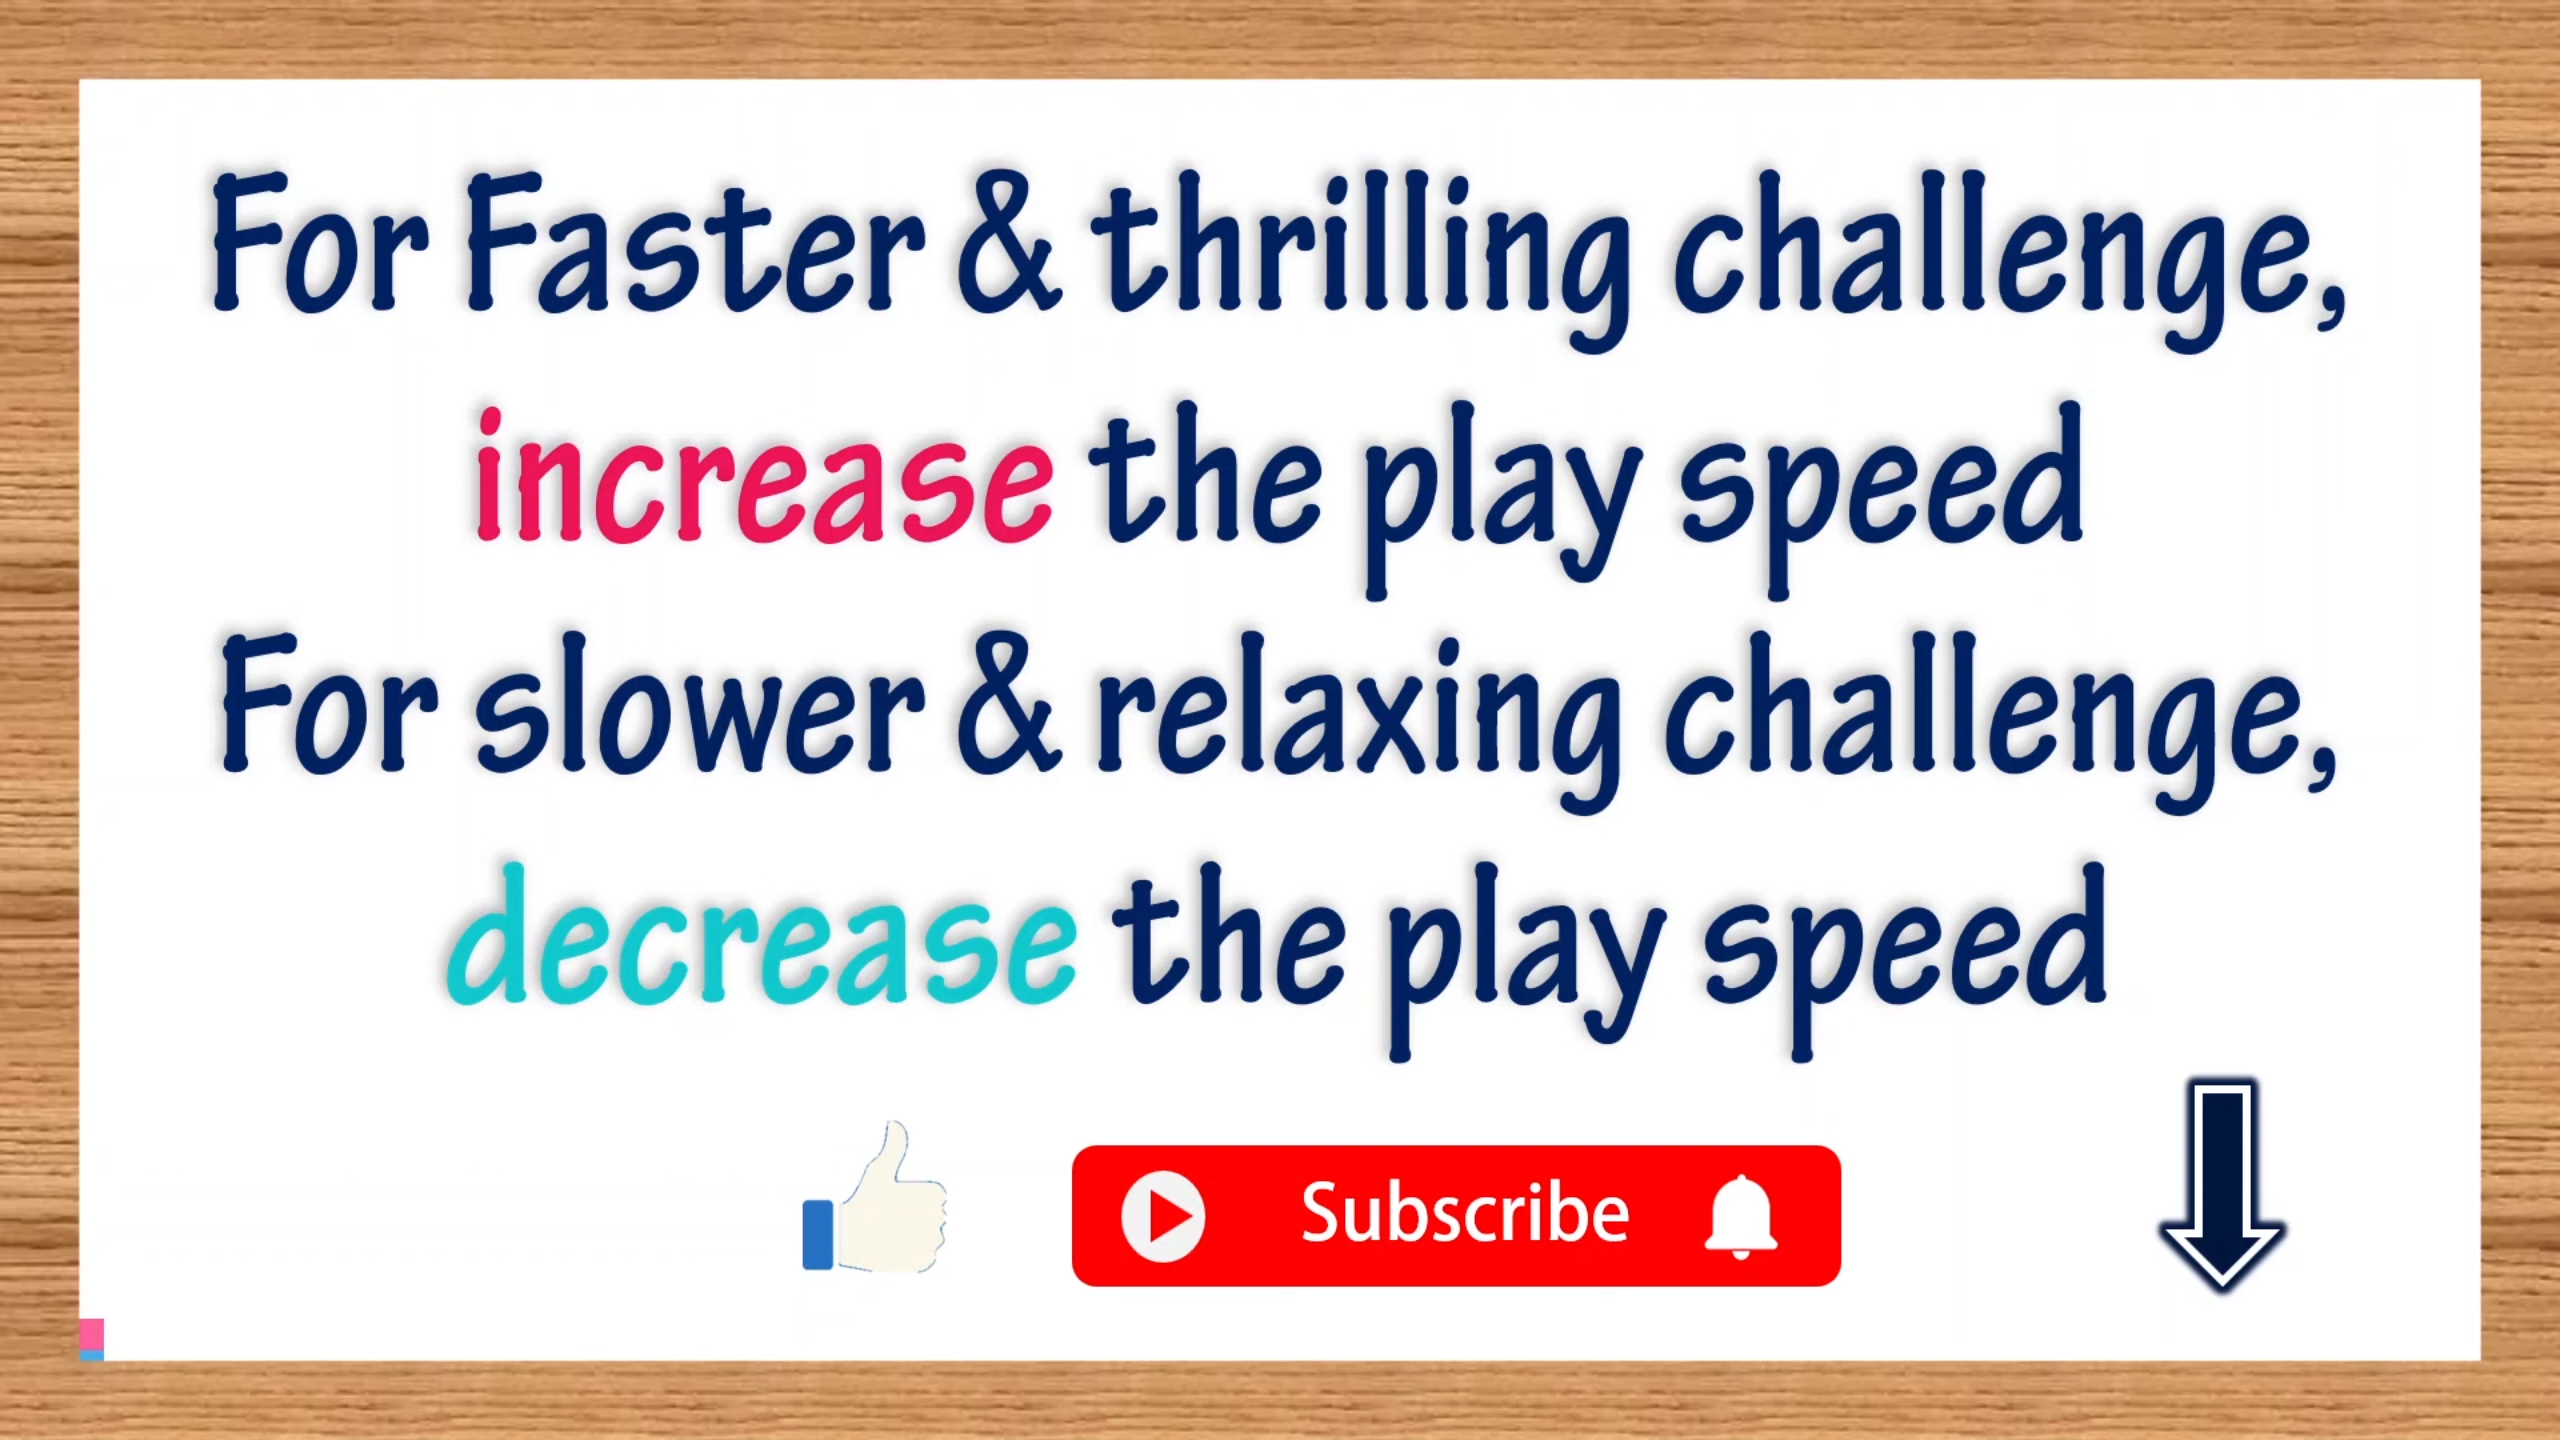 For Faster & thrilling challenge,
increase the play speed
For slower & relaxing challenge,
decrease the play speed
Subscribe